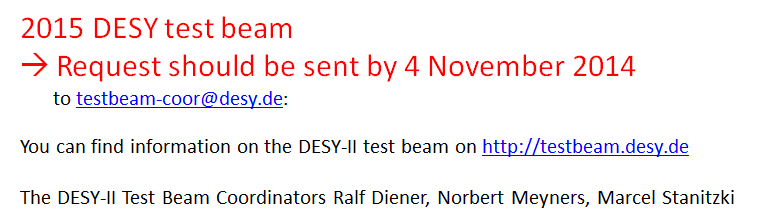 2015 DESY test beam
→ Request should be sent by 4 November 2014
to testbeam-coor@desy.de:
You can find information on the DESY-II test beam on http://testbeam.desy.de
The DESY-II Test Beam Coordinators Ralf Diener, Norbert Meyners, Marcel Stanitzki